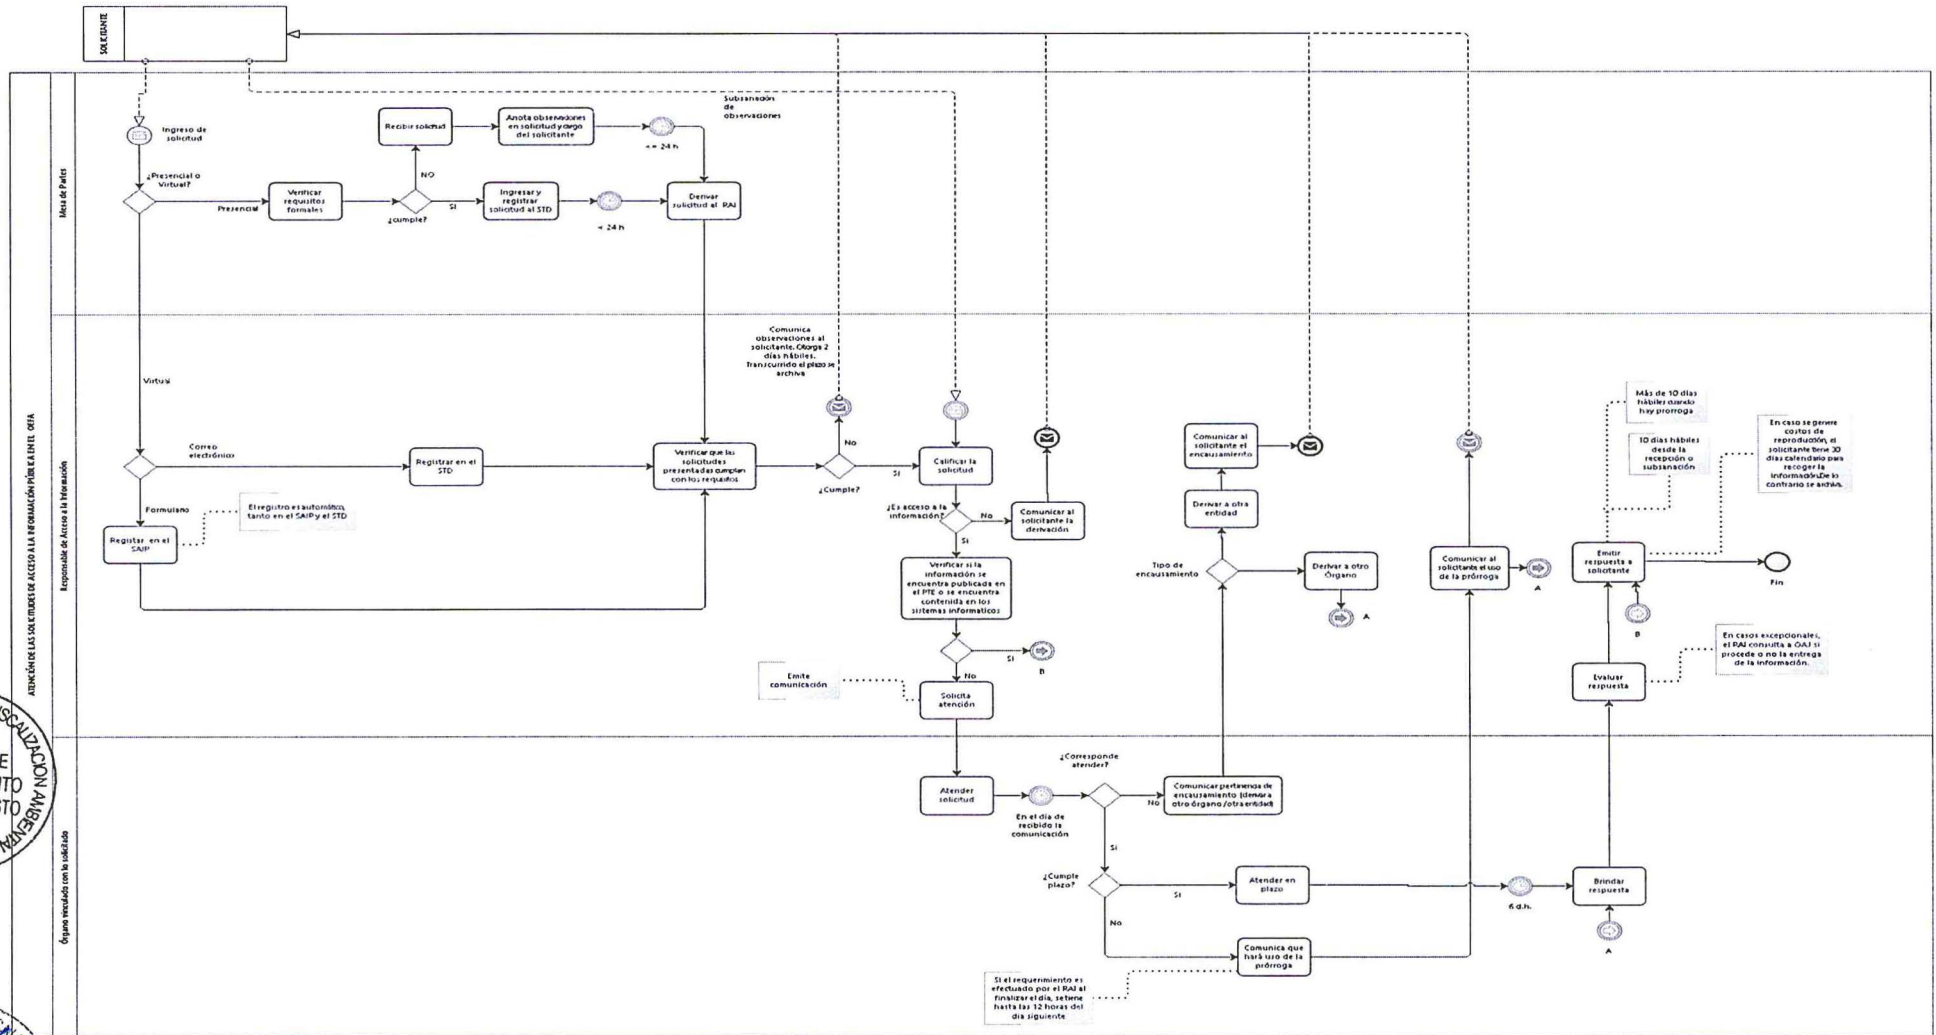 SOLICITANTE
ATENCIÓN DE LAS SOLICITUDES DE ACCESO A LA INFORMACIÓN PÚBLICA EN EL OEFA
Mesa de Partes
Ingreso de
solicitud
¿Presencial o
Virtual?
Presencial
Verificar
requisitos
formales
¿cumple?
NO
SI
Recibir solicitud
Anota observaciones
en solicitud y cargo
del solicitante
<= 24 h
Ingresar y
registrar
solicitud al STD
< 24 h
Derivar
solicitud al RAI
Subsanación
de
observaciones
Responsable de Acceso a la Información
Virtual
Correo
electrónico
Formulario
Registrar en el
SAIP
El registro es automático,
tanto en el SAIP y el STD
Registrar en el
STD
Verificar que las
solicitudes
presentadas cumplan
con los requisitos
Comunica
observaciones al
solicitante. Otorga 2
días hábiles.
Transcurrido el plazo se
archiva
No
¿Cumple?
SI
Calificar la
solicitud
¿Es acceso a la
información?
No
Si
Comunicar al
solicitante la
derivación
Verificar si la
información se
encuentra publicada en
el PTE o se encuentra
contenida en los
sistemas informaticos
SI
B
No
Emite
comunicación
Solicita
atención
Comunicar al
solicitante el
encausamiento
Derivar a otra
entidad
Tipo de
encausamiento
Derivar a otro
Órgano
A
Comunicar al
solicitante el uso
de la prórroga
A
Más de 10 días
hábiles cuando
hay prorroga
10 días hábiles
desde la
recepción o
subsanación
En caso se genere
costos de
reproducción, el
solicitante tiene 30
días calendario para
recoger la
información. De lo
contrario se archiva.
Emitir
respuesta a
solicitante
Fin
B
En casos excepcionales,
el RAI consulta a OAJ si
procede o no la entrega
de la información.
Evaluar
respuesta
Órgano vinculado con lo solicitado
Atender
solicitud
En el día de
recibido la
comunicación
¿Corresponde
atender?
No
Si
Comunicar pertinencia de
encausamiento (derivar a
otro órgano /otra entidad)
¿Cumple
plazo?
SI
No
Atender en
plazo
6 d.h.
Brindar
respuesta
A
Comunica que
hará uso de la
prórroga
Si el requerimiento es
efectuado por el RAI al
finalizar el día, se tiene
hasta las 12 horas del
dia siguiente
FISCALIZACION AMBIENTAL